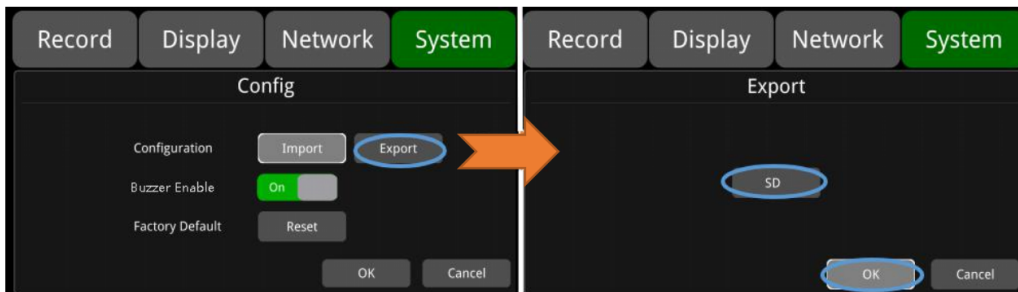 Record Display Network System
Config
Configuration Import Export
Buzzer Enable On
Factory Default Reset
OK Cancel
Record Display Network System
Export
SD
OK Cancel